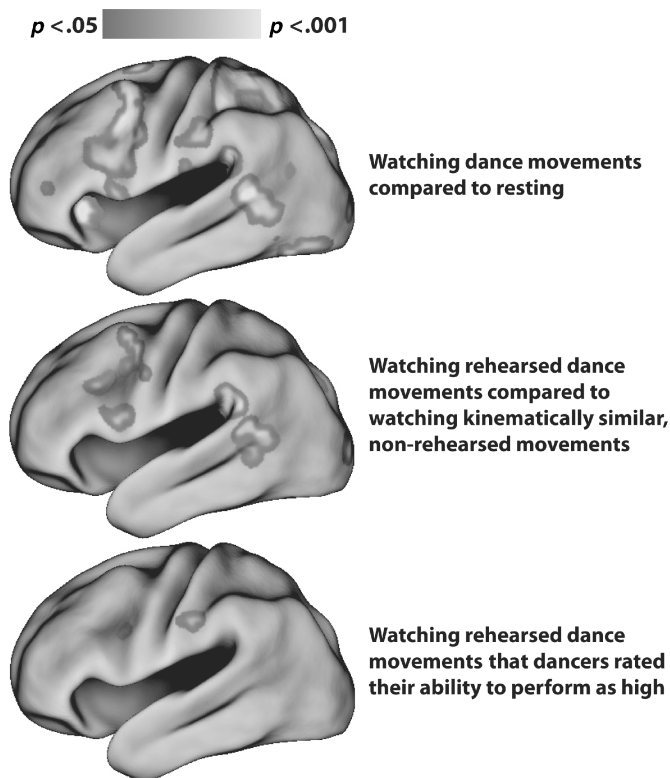 p <.05 p <.001
Watching dance movements
compared to resting
Watching rehearsed dance
movements compared to
watching kinematically similar,
non-rehearsed movements
Watching rehearsed dance
movements that dancers rated
their ability to perform as high